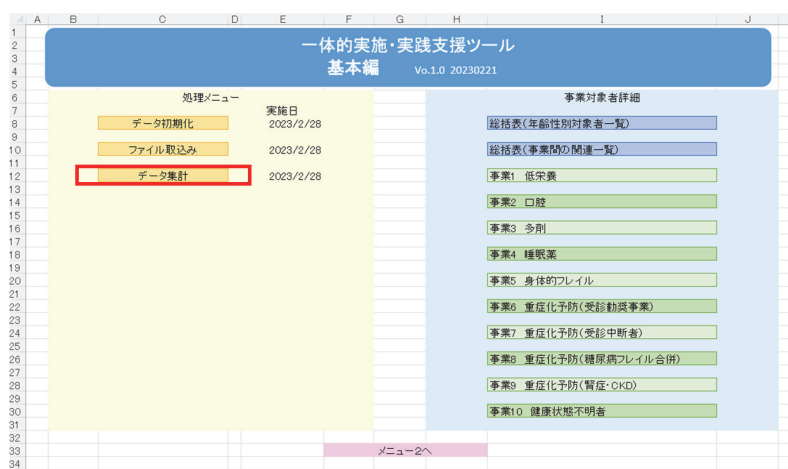 A B C D E F G H I J
1
2
3
4
5
6
7
8
9
10
11
12
13
14
15
16
17
18
19
20
21
22
23
24
25
26
27
28
29
30
31
32
33
34
一体的実施・実践支援ツール
基本編 Vo.1.0 20230221
処理メニュー
実施日
データ初期化 2023/2/28
ファイル取込み 2023/2/28
データ集計 2023/2/28
事業対象者詳細
総括表(年齢性別対象者一覧)
総括表(事業間の関連一覧)
事業1 低栄養
事業2 口腔
事業3 多剤
事業4 睡眠薬
事業5 身体的フレイル
事業6 重症化予防(受診勧奨事業)
事業7 重症化予防(受診中断者)
事業8 重症化予防(糖尿病フレイル合併)
事業9 重症化予防(腎症・CKD)
事業10 健康状態不明者
メニュー2へ